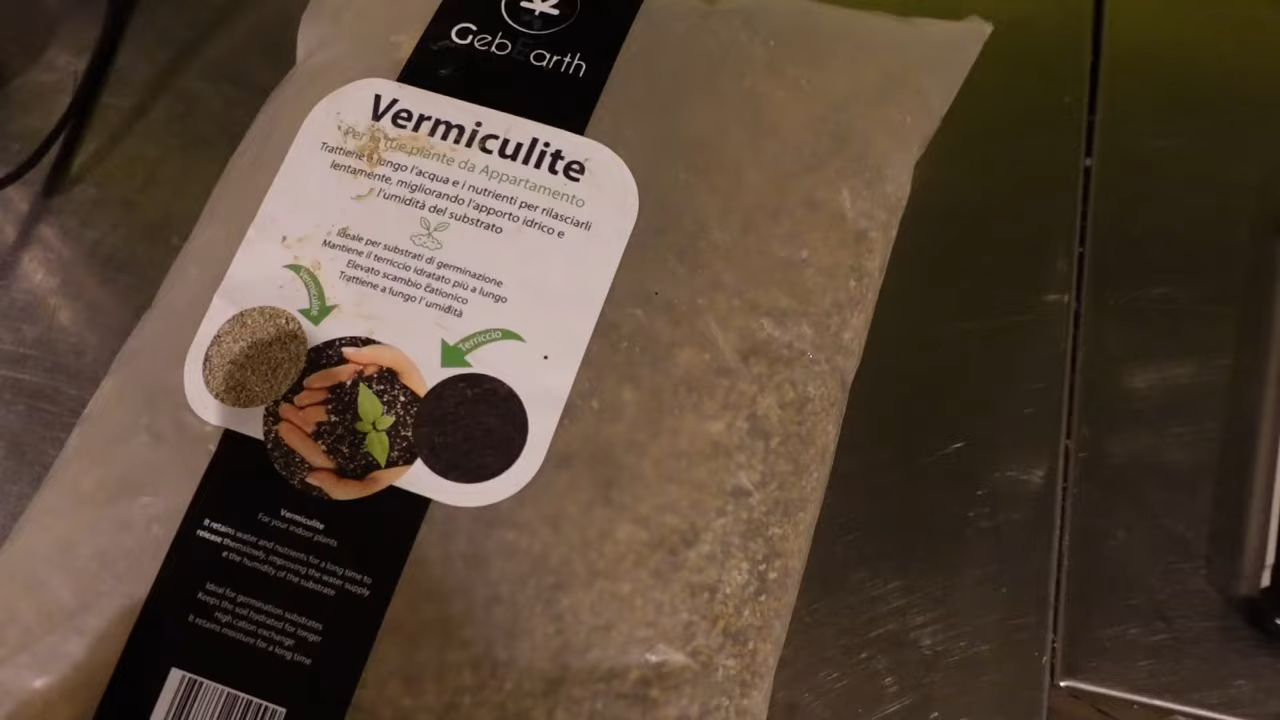 GebEarth
Vermiculite
Per le tue piante da Appartamento
Trattiene a lungo l'acqua e i nutrienti per rilasciarli
lentamente, migliorando l'apporto idrico e
l'umidità del substrato
Ideale per substrati di germinazione
Mantiene il terriccio idratato più a lungo
Elevato scambio cationico
Trattiene a lungo l'umidità
Vermiculite
Terriccio
Vermiculite
For your indoor plants
It retains water and nutrients for a long time to
release themslowly, improving the water supply
e the humidity of the substrate
Ideal for germination substrates
Keeps the soil hydrated for longer
High cation exchange
It retains moisture for a long time